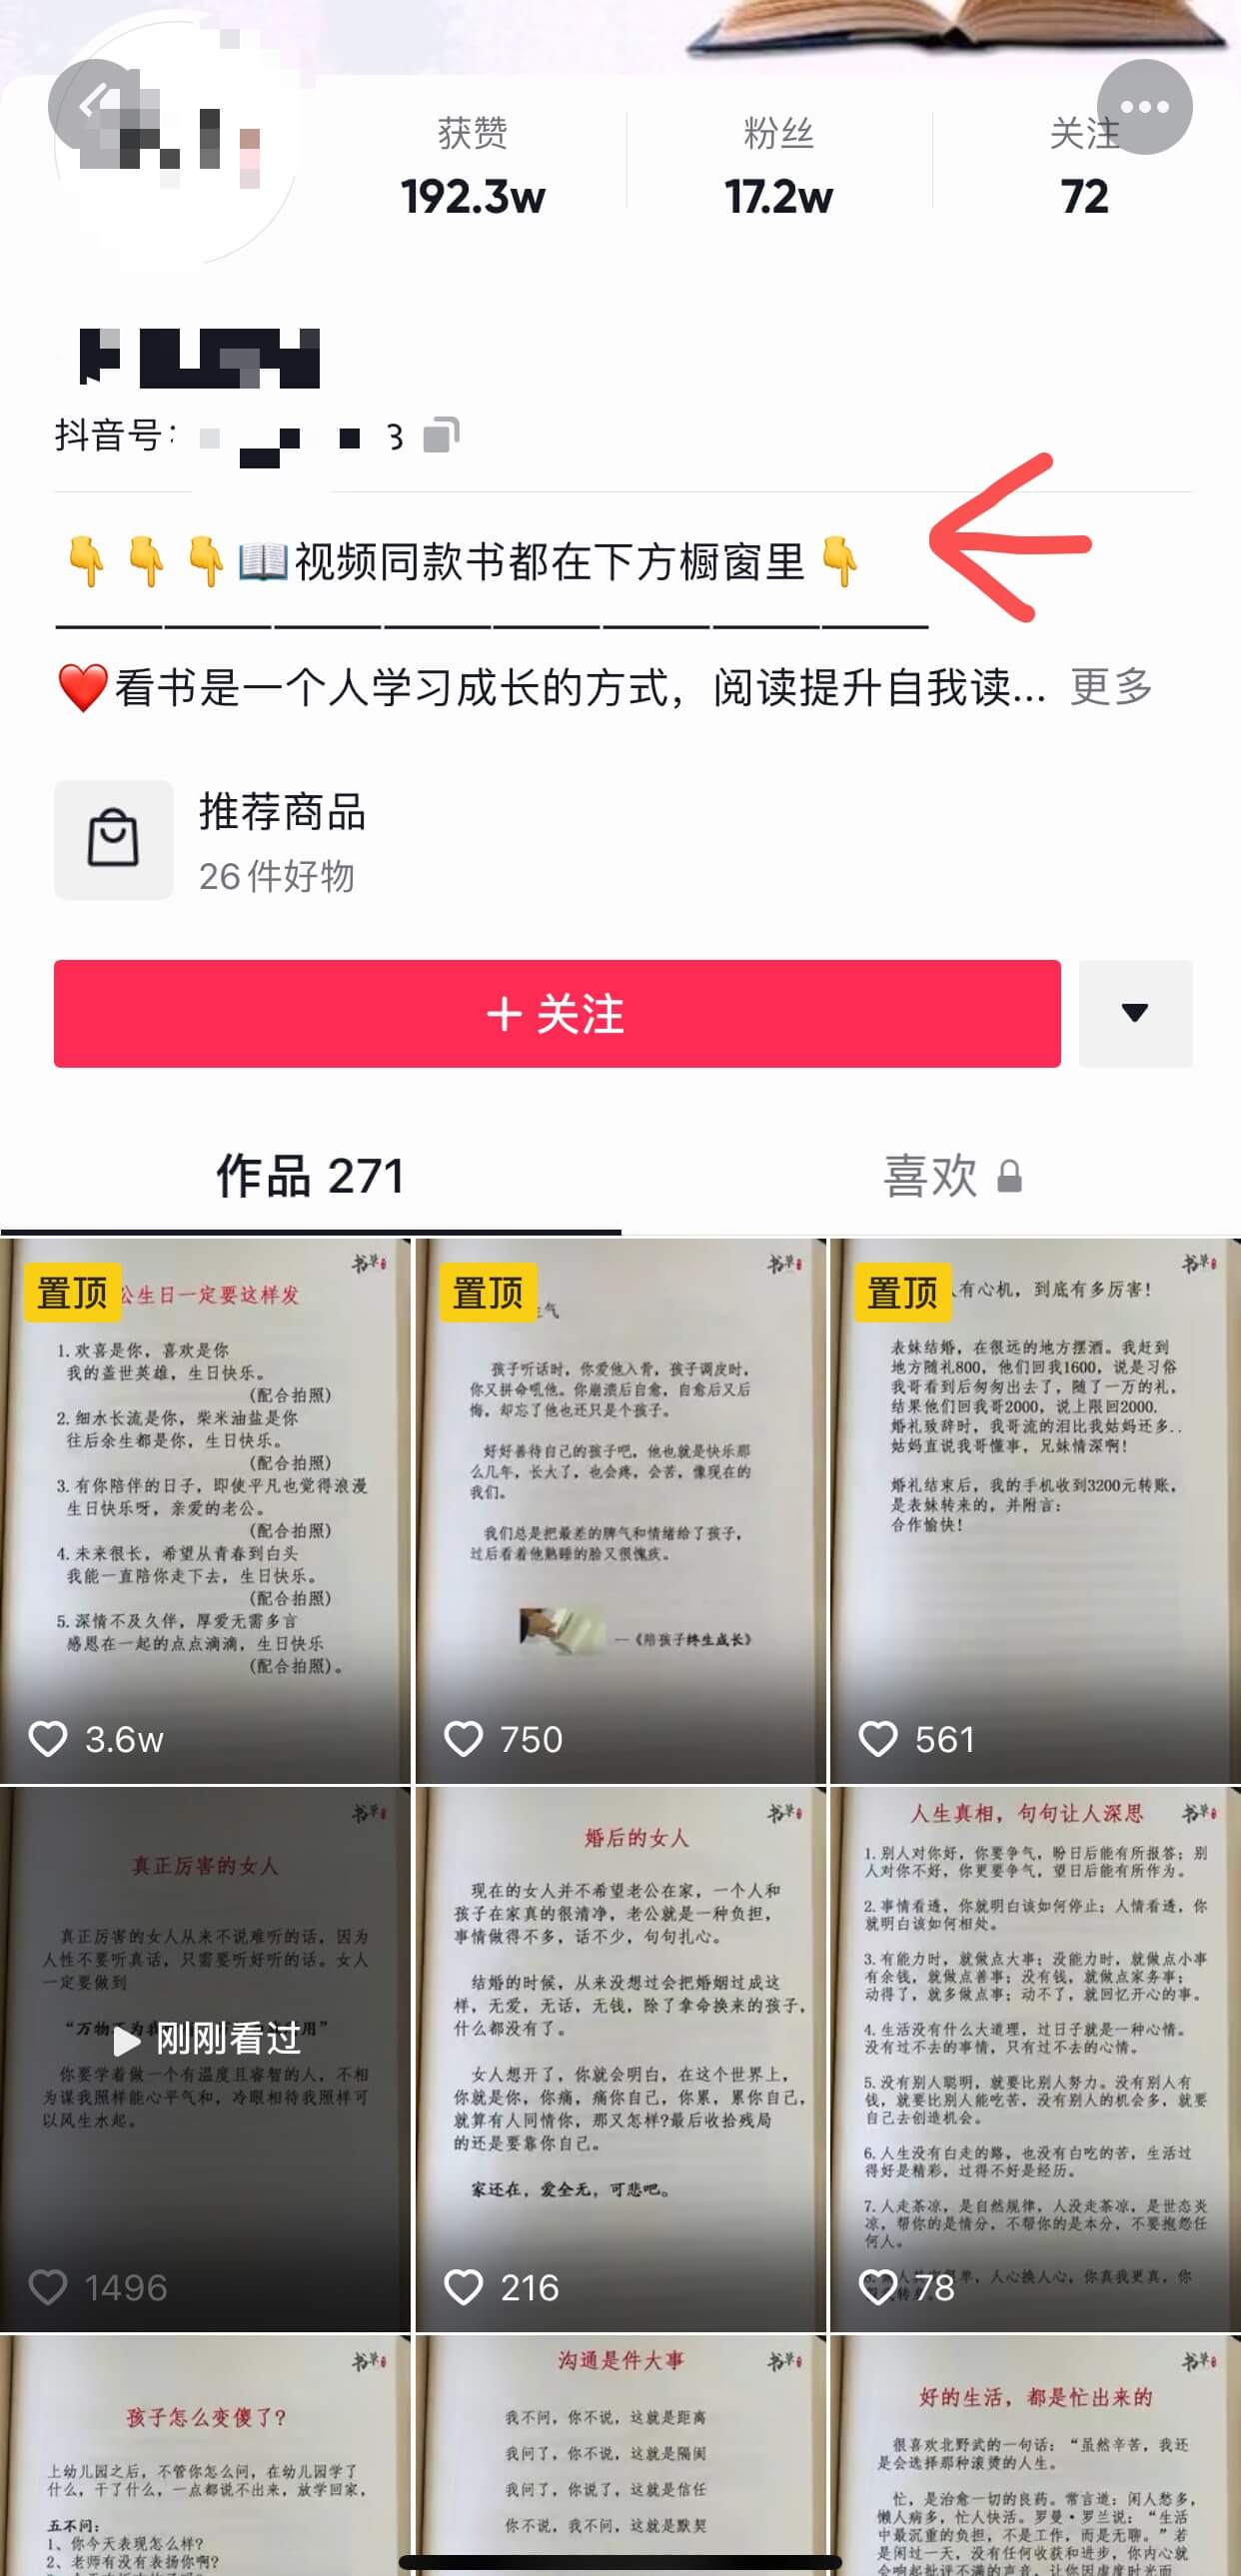 获赞
粉丝
关注
192.3w
17.2w
72
抖音号:
3
视频同款书都在下方橱窗里
看书是一个人学习成长的方式，阅读提升自我读... 更多
推荐商品
26件好物
+ 关注
作品 271
喜欢
置顶
公生日一定要这样发
1.欢喜是你，喜欢是你
我的盖世英雄，生日快乐。
(配合拍照)
2.细水长流是你，柴米油盐是你
往后余生都是你，生日快乐。
(配合拍照)
3.有你陪伴的日子，即使平凡也觉得浪漫
生日快乐呀，亲爱的老公。
(配合拍照)
4.未来很长，希望从青春到白头
我能一直陪你走下去，生日快乐。
(配合拍照)
5.深情不及久伴，厚爱无需多言
感恩在一起的点点滴滴，生日快乐
(配合拍照)。
3.6w
置顶
气
孩子听话时，你爱他入骨，孩子调皮时，
你又拼命吼他。你崩溃后自愈，自愈后又后
悔，却忘了他也还只是个孩子。
好好善待自己的孩子吧，他也就是快乐那
么几年，长大了，也会疼，会苦，像现在的
我们。
我们总是把最差的脾气和情绪给了孩子，
过后看着他熟睡的脸又很愧疚。
—《陪孩子终生成长》
750
置顶
人有心机，到底有多厉害！
表妹结婚，在很远的地方摆酒。我赶到
地方随礼800，他们回我1600，说是习俗
我哥看到后匆匆出去了，随了一万的礼，
结果他们回我哥2000，说上限回2000.
婚礼致辞时，我哥流的泪比我姑妈还多..
姑妈直说我哥懂事，兄妹情深啊！
婚礼结束后，我的手机收到3200元转账，
是表妹转来的，并附言：
合作愉快！
561
真正厉害的女人
真正厉害的女人从来不说难听的话，因为
人性不要听真话，只需要听好听的话。女人
一定要做到
“万物 用”
刚刚看过
你要学着做一个有温度且睿智的人，不相
为谋我照样能心平气和，冷眼相待我照样可
以风生水起。
1496
婚后的女人
现在的女人并不希望老公在家，一个人和
孩子在家真的很清净，老公就是一种负担，
事情做得不多，话不少，句句扎心。
结婚的时候，从来没想过会把婚姻过成这
样，无爱，无话，无钱，除了拿命换来的孩子，
什么都没有了。
女人想开了，你就会明白，在这个世界上，
你就是你，你痛，痛你自己，你累，累你自己，
就算有人同情你，那又怎样?最后收拾残局
的还是要靠你自己。
家还在，爱全无，可悲吧。
216
人生真相，句句让人深思
1.别人对你好，你要争气，盼日后能有所报答；别
人对你不好，你更要争气，望日后能有所作为。
2.事情看透，你就明白该如何停止；人情看透，你
就明白该如何相处。
3.有能力时，就做点大事；没能力时，就做点小事
有余钱，就做点善事；没有钱，就做点家务事；
动得了，就多做点事；动不了，就回忆开心的事。
4.生活没有什么大道理，过日子就是一种心情。
没有过不去的事情，只有过不去的心情。
5.没有别人聪明，就要比别人努力。没有别人有
钱，就要比别人能吃苦，没有别人的机会多，就要
自己去创造机会。
6.人生没有白走的路，也没有白吃的苦，生活过
得好是精彩，过得不好是经历。
7.人走茶凉，是自然规律，人没走茶凉，是世态炎
凉，帮你的是情分，不帮你的是本分，不要抱怨任
何人。
单，人心换人心，你真我更真，你
78
孩子怎么变傻了?
上幼儿园之后，不管你怎么问，在幼儿园学了
什么，干了什么，一点都说不出来，放学回家，
五不问：
1、你今天表现怎么样?
2、老师有没有表扬你啊?
沟通是件大事
我不问，你不说，这就是距离
我问了，你不说，这就是隔阂
我问了，你说了，这就是信任
你不说，我不问，这就是默契
好的生活，都是忙出来的
很喜欢北野武的一句话：“虽然辛苦，我还
是会选择那种滚烫的人生。
忙，是治愈一切的良药。常言道：闲人愁多，
懒人病多，忙人快活。罗曼·罗兰说：“生活
中最沉重的负担，不是工作，而是无聊。”若
是闲过一天，没有任何收获和进步，你内心就
会响起批评不满的声音，让你因虚度时光而